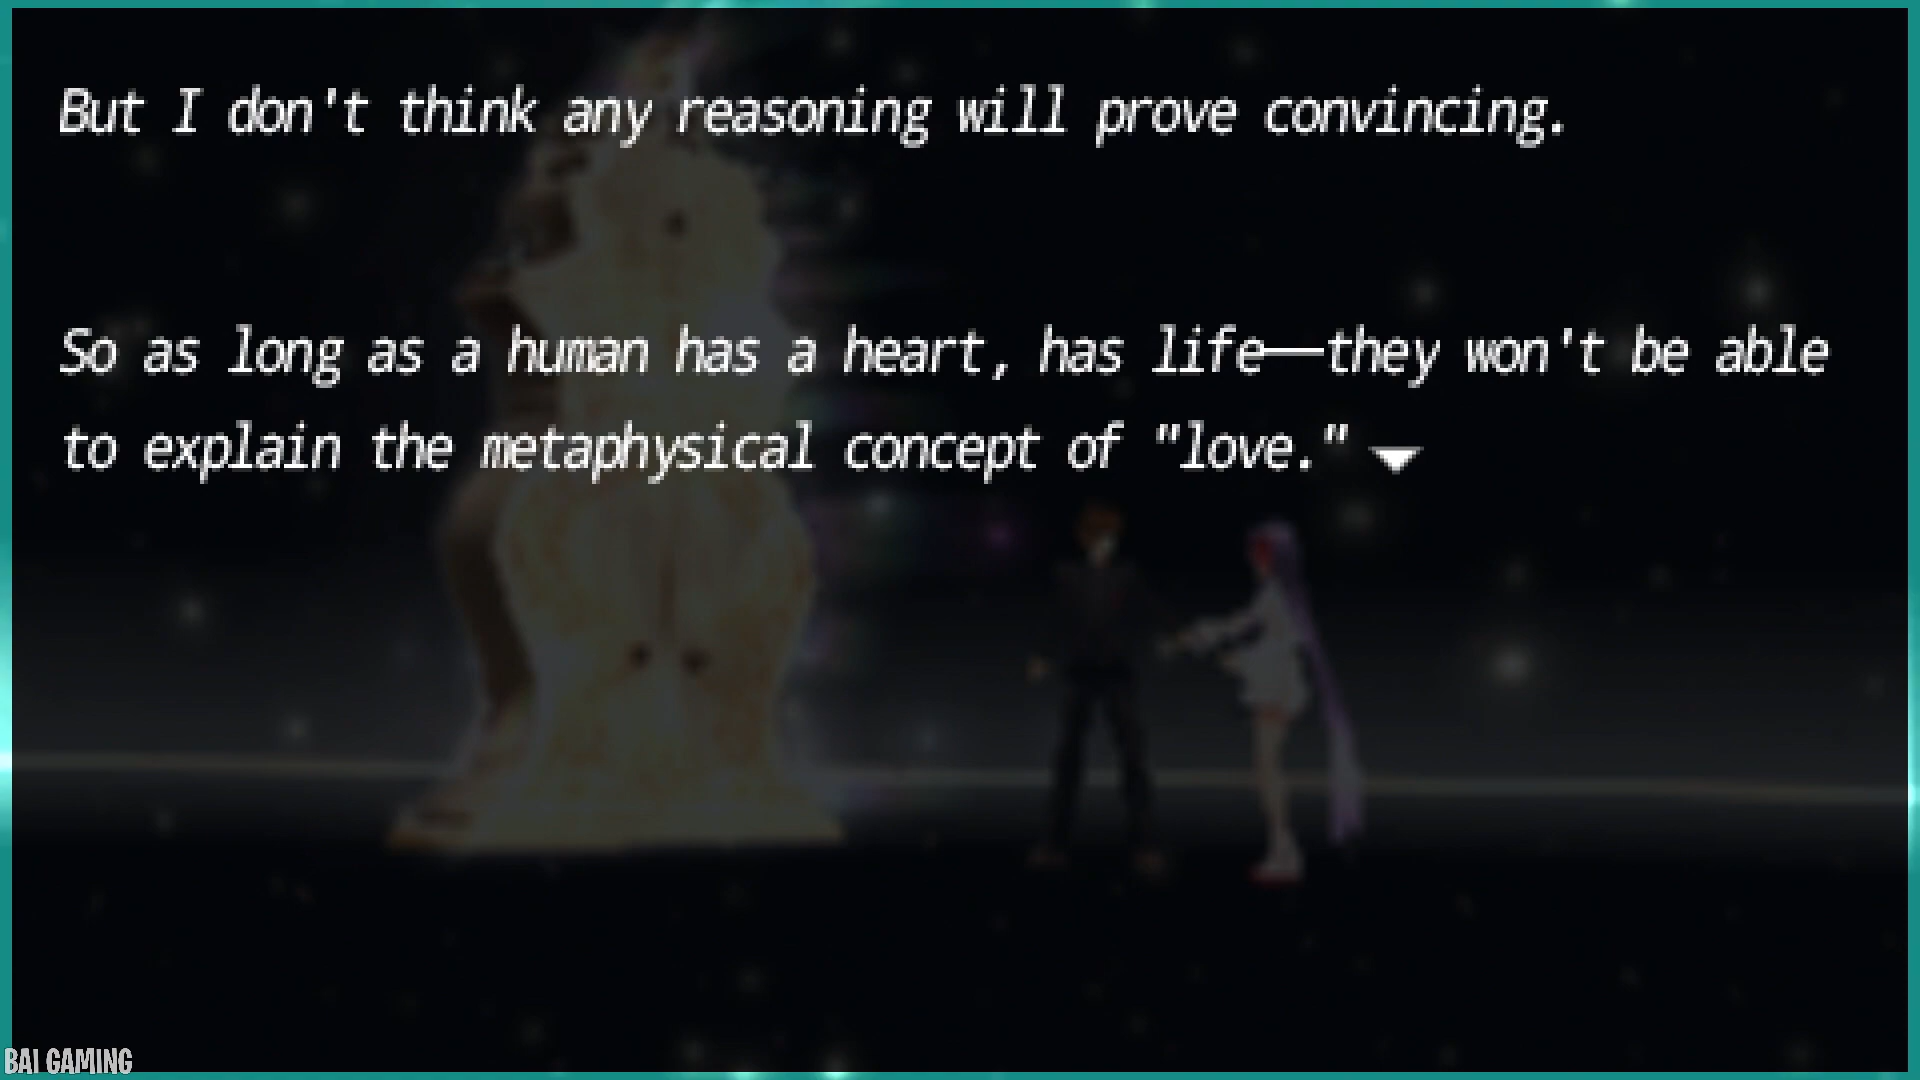 But I don't think any reasoning will prove convincing.
So as long as a human has a heart, has life──they won't be able
to explain the metaphysical concept of "love."
BAI GAMING